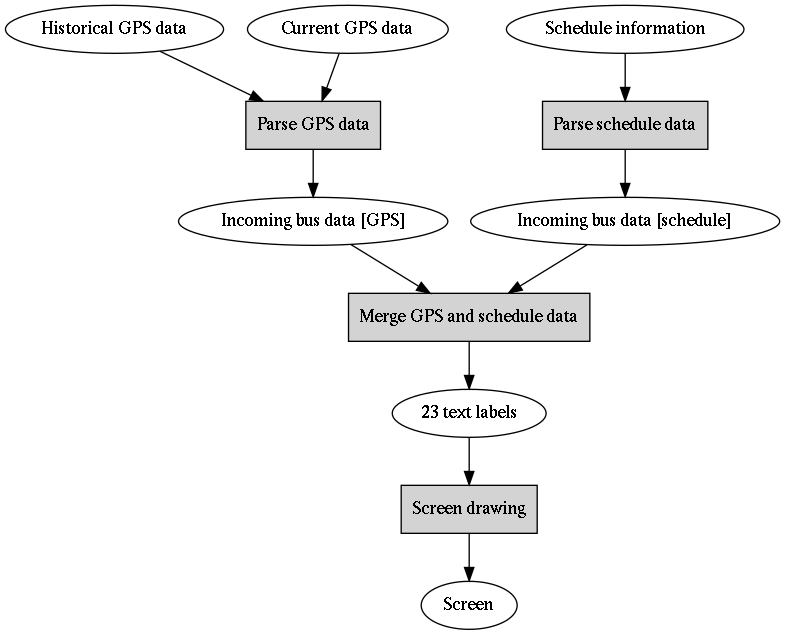 Historical GPS data
Current GPS data
Schedule information
Parse GPS data
Parse schedule data
Incoming bus data [GPS]
Incoming bus data [schedule]
Merge GPS and schedule data
23 text labels
Screen drawing
Screen